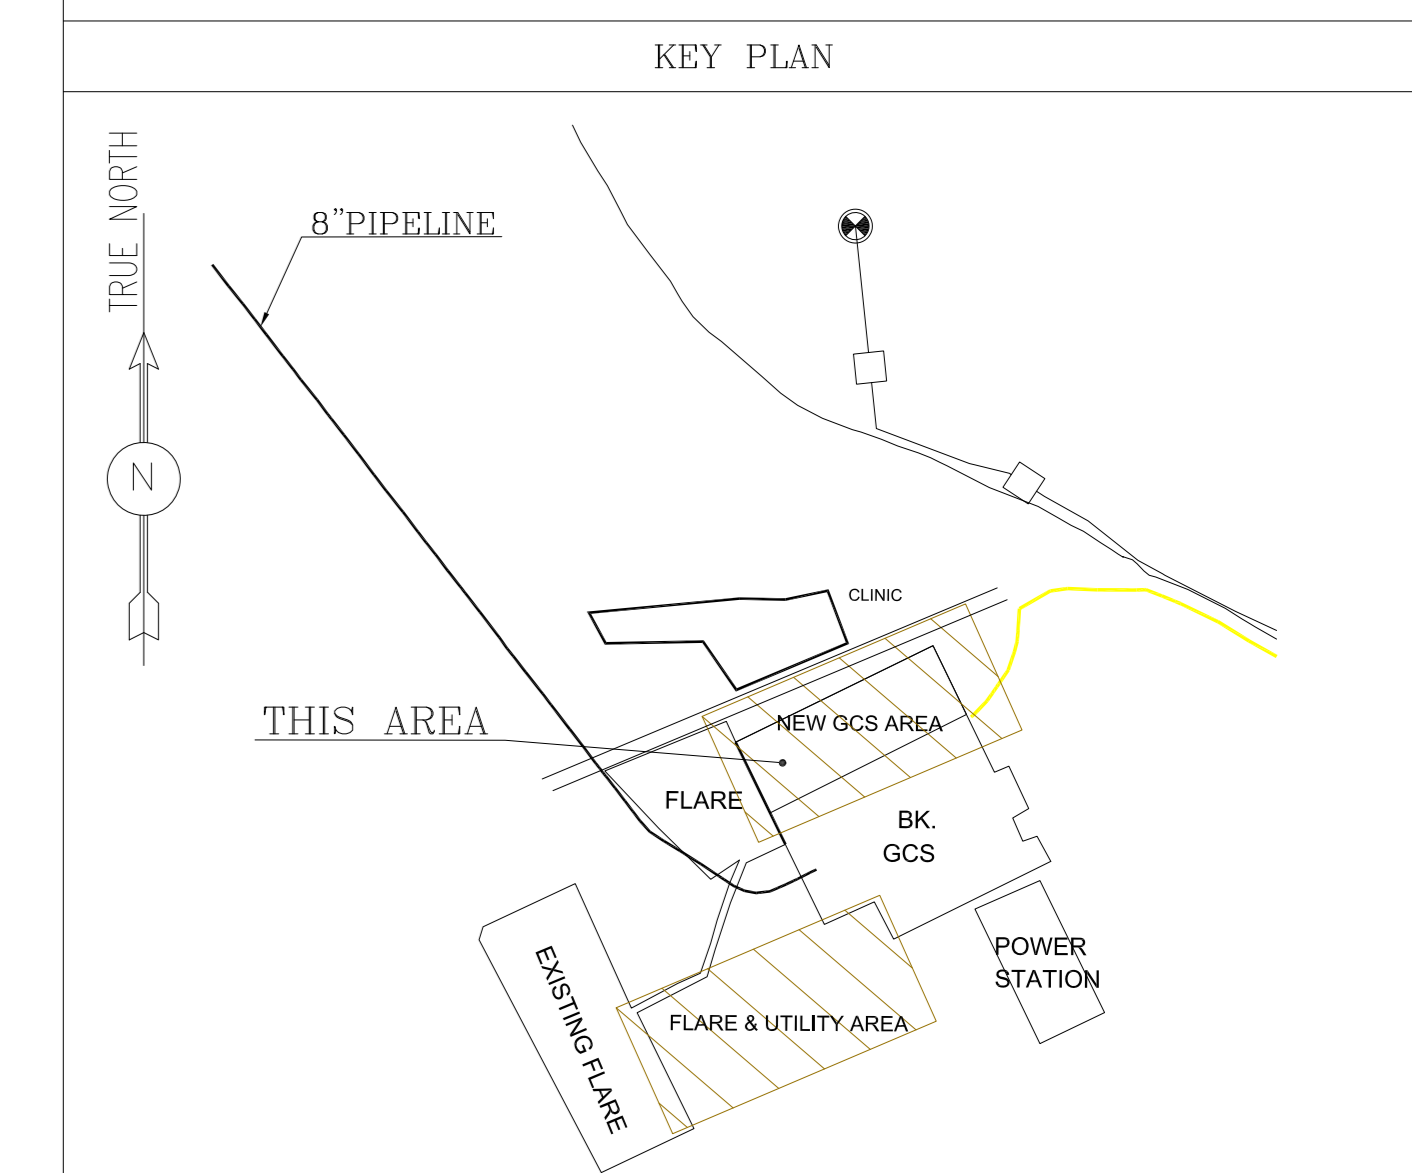 KEY PLAN
TRUE NORTH
8"PIPELINE
N
CLINIC
THIS AREA
NEW GCS AREA
FLARE
BK.
GCS
POWER
STATION
EXISTING FLARE
FLARE & UTILITY AREA